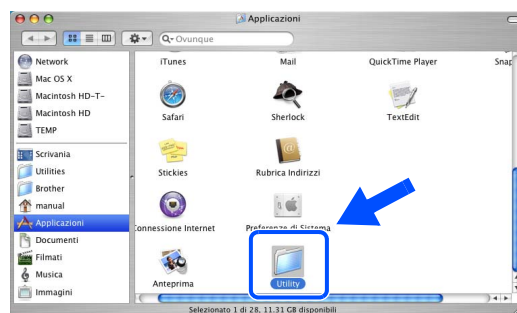 Applicazioni
Ovunque
Network
Mac OS X
Macintosh HD-T-
Macintosh HD
TEMP
Scrivania
Utilities
Brother
manual
Applicazioni
Documenti
Filmati
Musica
Immagini
iTunes Mail QuickTime Player Snap
Safari Sherlock TextEdit
Stickies Rubrica Indirizzi
Connessione Internet Preferenze di Sistema
Anteprima Utility
Selezionato 1 di 28, 11.31 GB disponibili